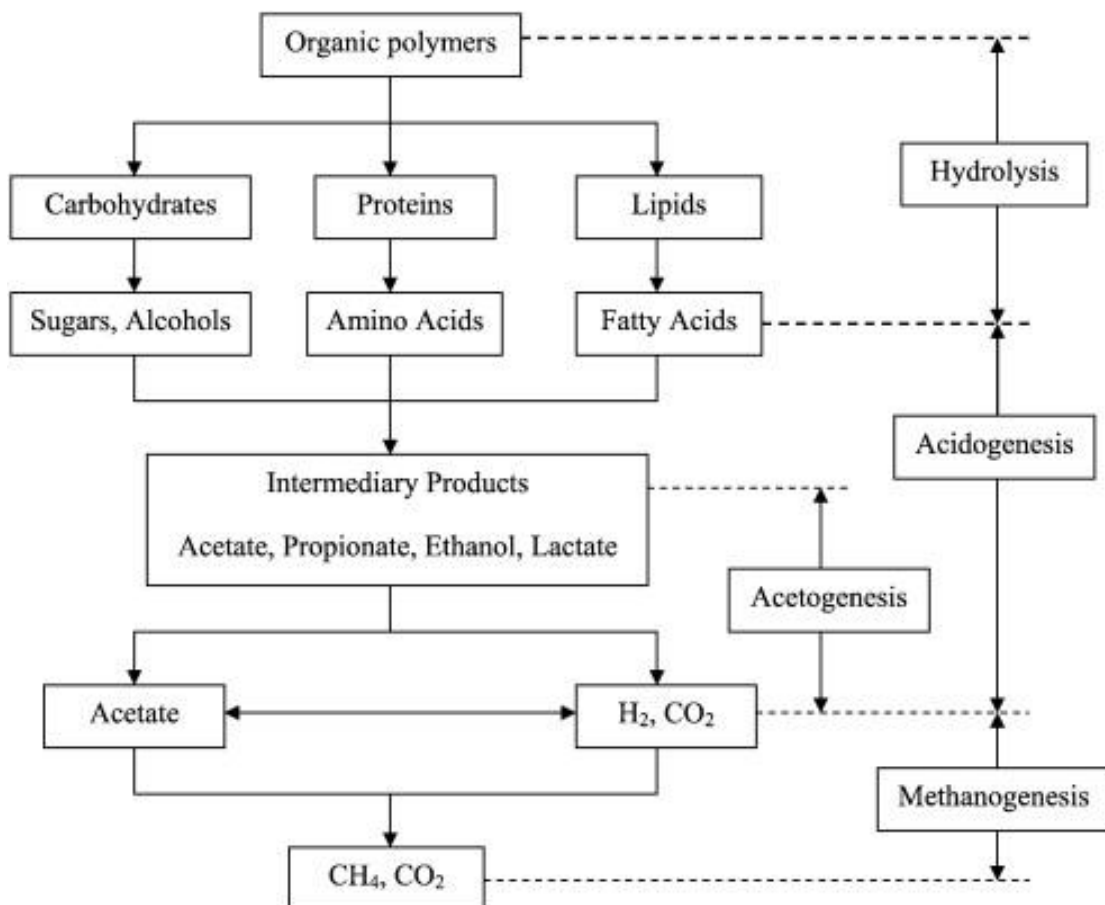 Organic polymers
Hydrolysis
Carbohydrates
Proteins
Lipids
Sugars, Alcohols
Amino Acids
Fatty Acids
Acidogenesis
Intermediary Products
Acetate, Propionate, Ethanol, Lactate
Acetogenesis
Acetate
H₂, CO₂
Methanogenesis
CH₄, CO₂